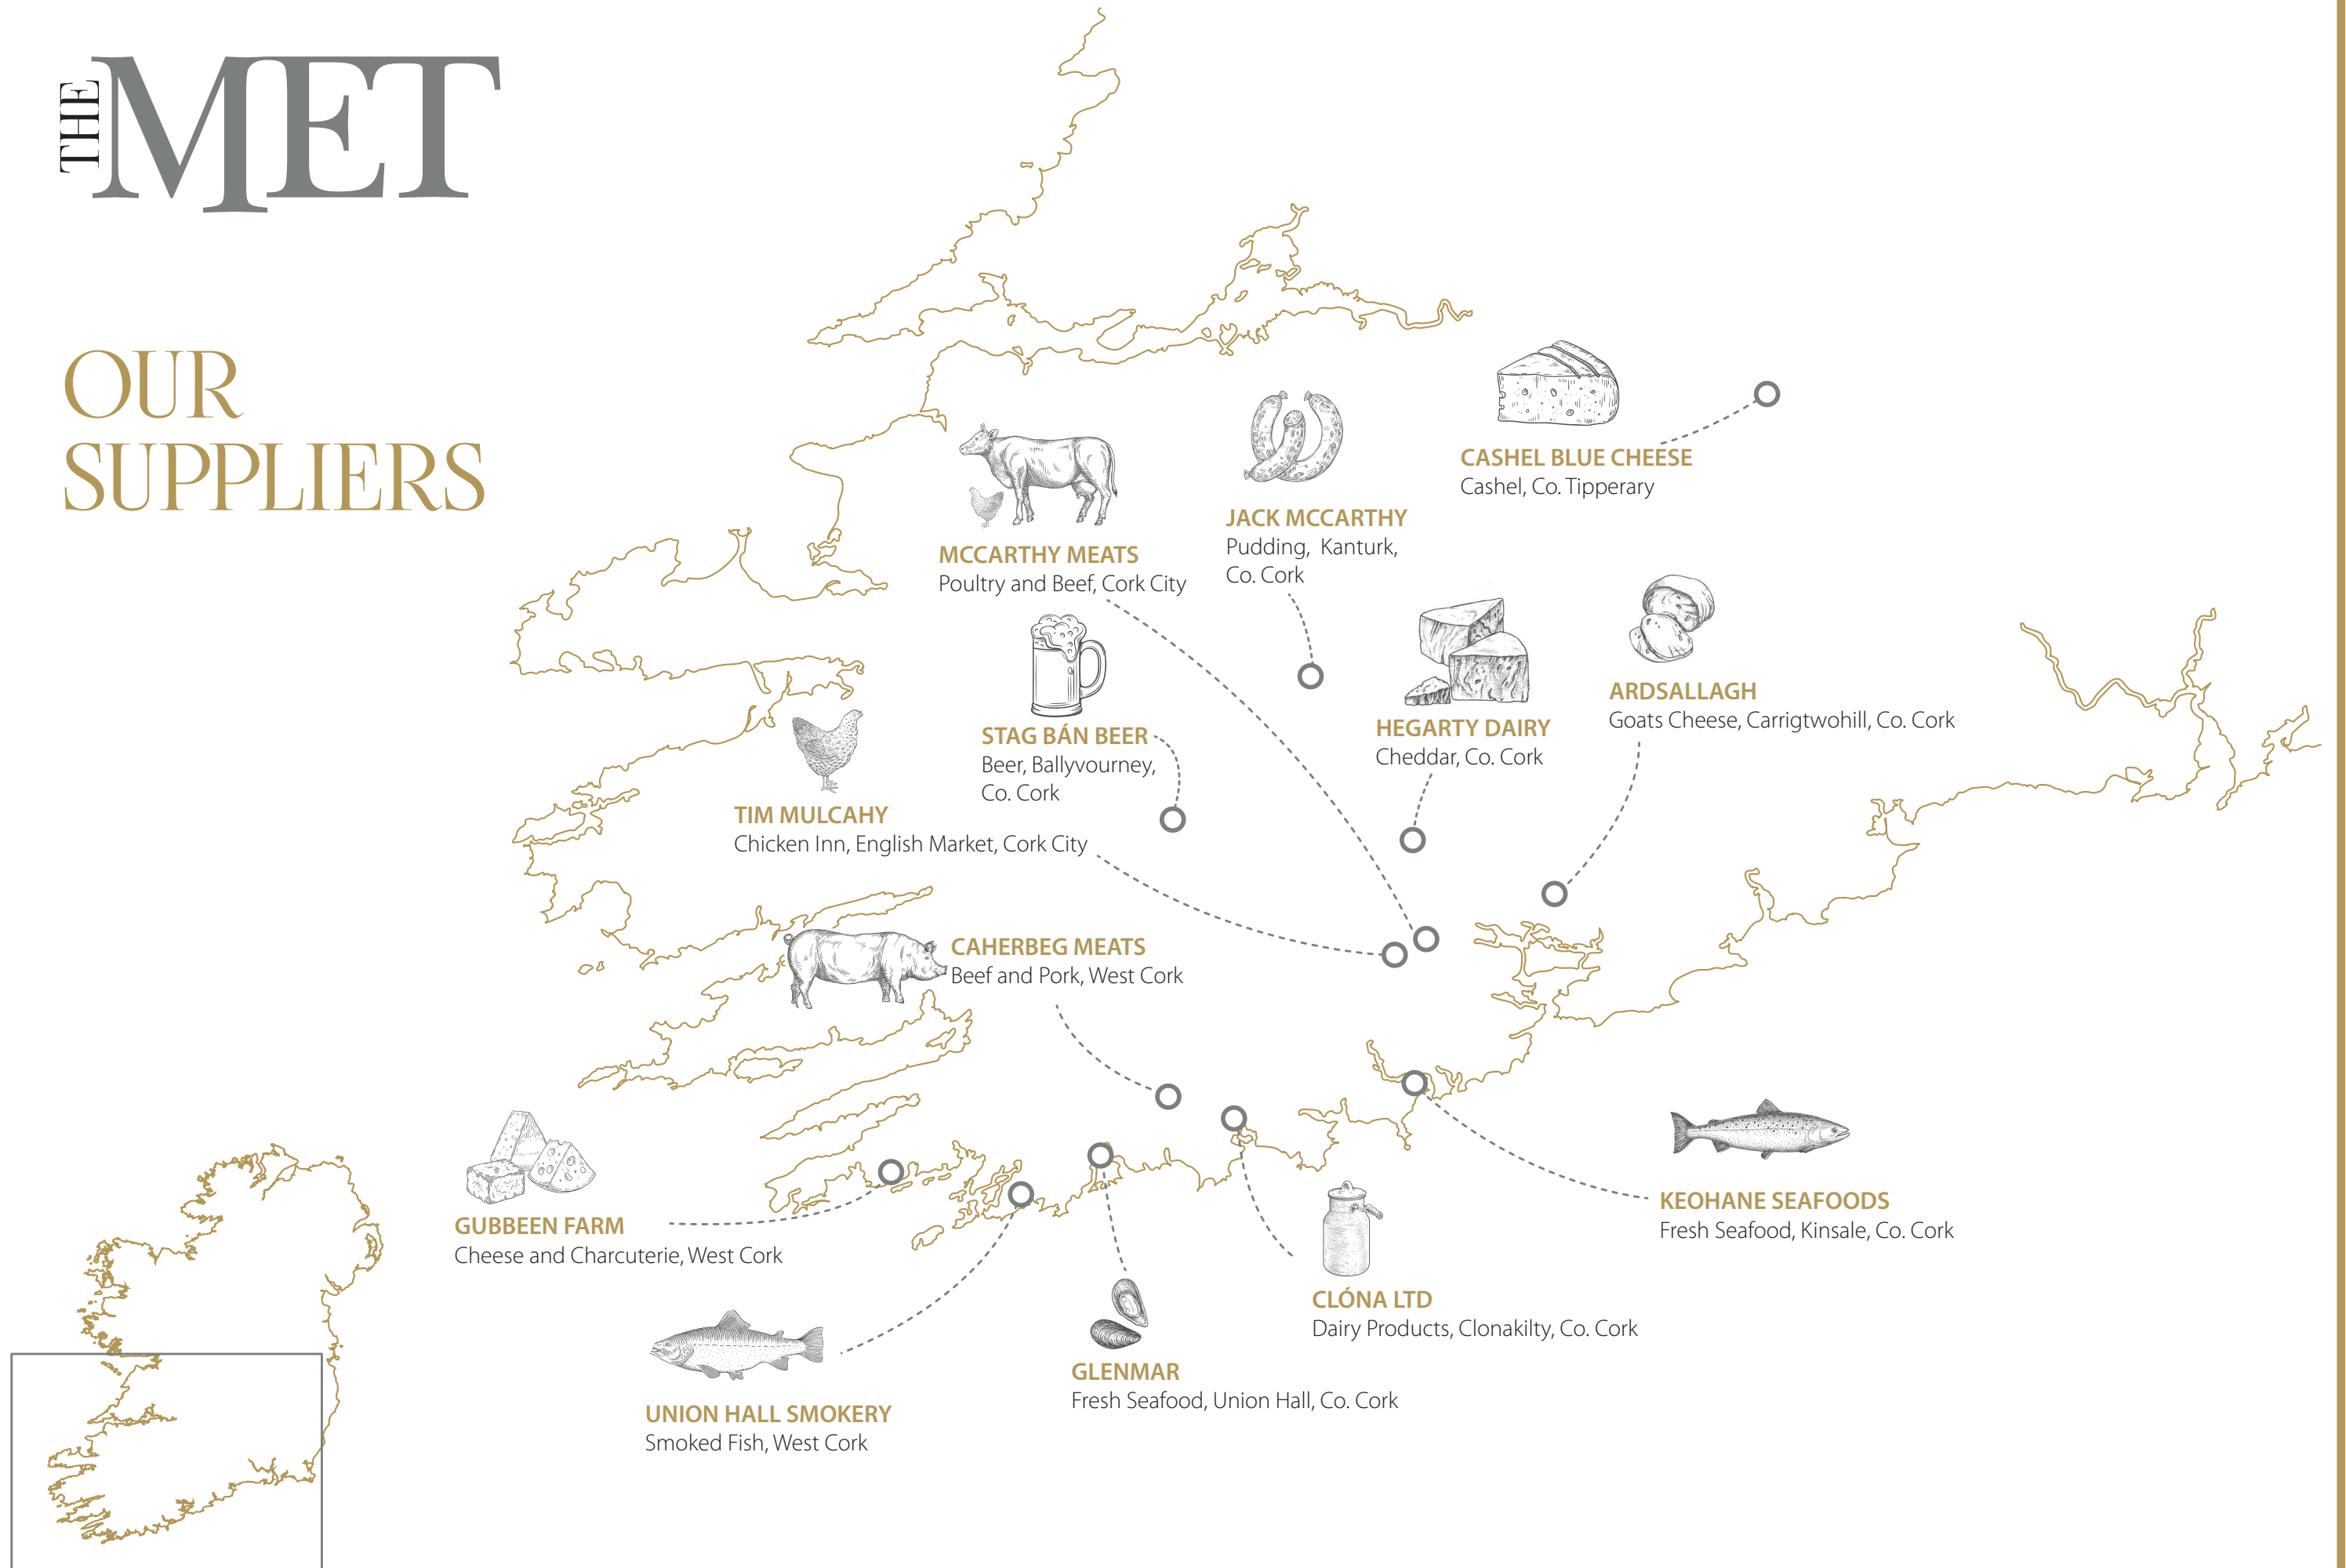 THE MET
OUR
SUPPLIERS
CASHEL BLUE CHEESE
Cashel, Co. Tipperary
JACK MCCARTHY
Pudding, Kanturk,
Co. Cork
MCCARTHY MEATS
Poultry and Beef, Cork City
ARDSALLAGH
Goats Cheese, Carrigtwohill, Co. Cork
HEGARTY DAIRY
Cheddar, Co. Cork
STAG BÁN BEER
Beer, Ballyvourney,
Co. Cork
TIM MULCAHY
Chicken Inn, English Market, Cork City
CAHERBEG MEATS
Beef and Pork, West Cork
KEOHANE SEAFOODS
Fresh Seafood, Kinsale, Co. Cork
GUBBEEN FARM
Cheese and Charcuterie, West Cork
CLÓNA LTD
Dairy Products, Clonakilty, Co. Cork
GLENMAR
Fresh Seafood, Union Hall, Co. Cork
UNION HALL SMOKERY
Smoked Fish, West Cork